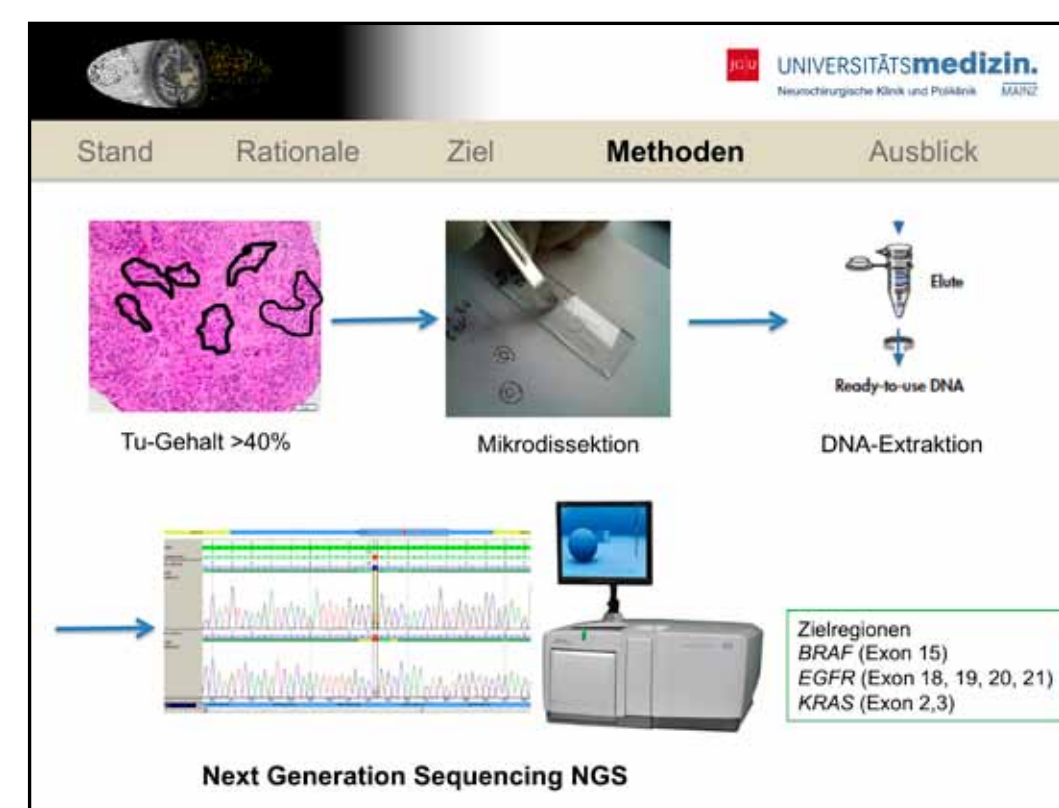 JG|U
UNIVERSITÄTSmedizin.
Neurochirurgische Klinik und Poliklinik MAINZ
Stand Rationale Ziel Methoden Ausblick
Elute
Ready-to-use DNA
Tu-Gehalt >40% Mikrodissektion DNA-Extraktion
Zielregionen
BRAF (Exon 15)
EGFR (Exon 18, 19, 20, 21)
KRAS (Exon 2,3)
Next Generation Sequencing NGS